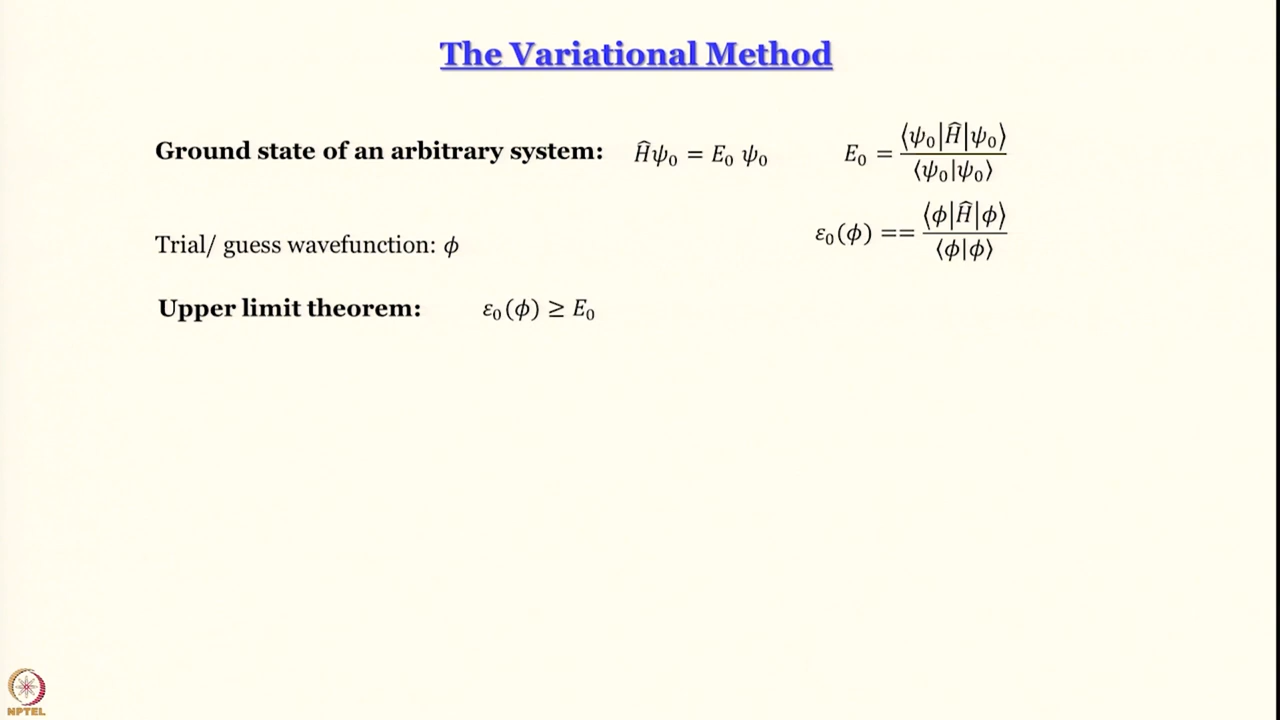 The Variational Method
Ground state of an arbitrary system: Ĥψ₀ = E₀ ψ₀ E₀ = ⟨ψ₀|Ĥ|ψ₀⟩ / ⟨ψ₀|ψ₀⟩
Trial/ guess wavefunction: ϕ ε₀(ϕ) == ⟨ϕ|Ĥ|ϕ⟩ / ⟨ϕ|ϕ⟩
Upper limit theorem: ε₀(ϕ) ≥ E₀
NPTEL